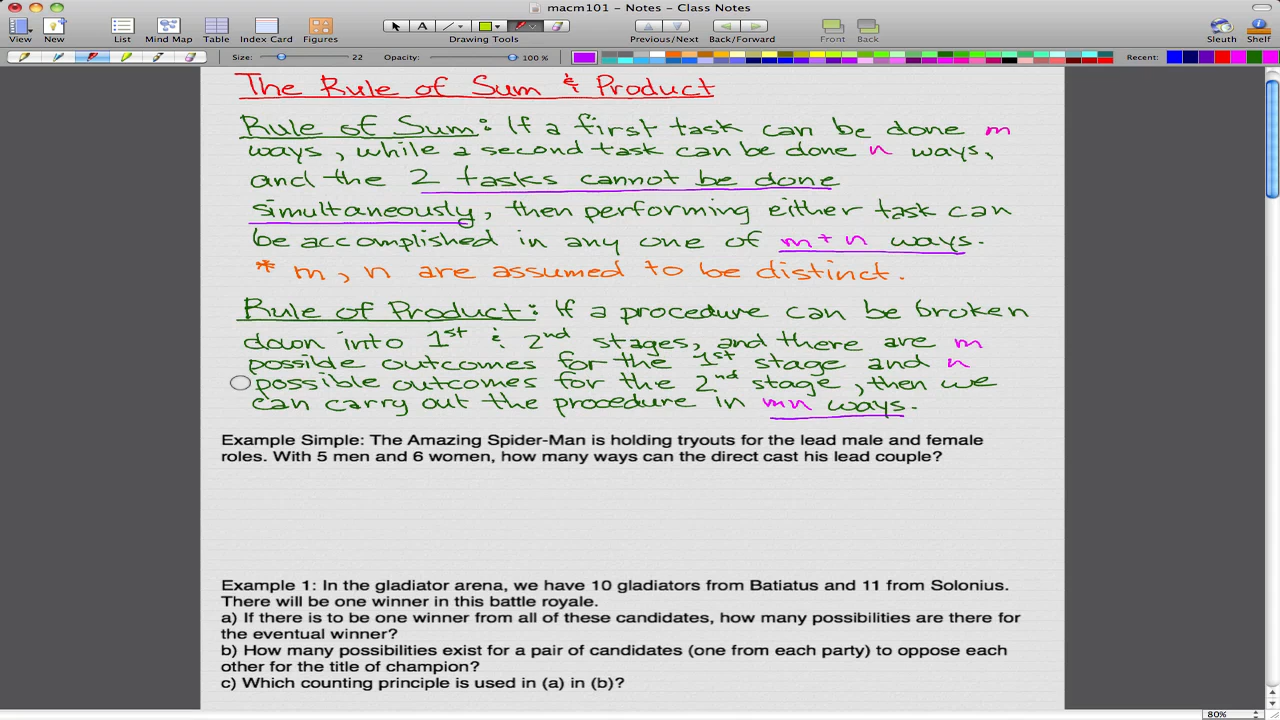 macm101 - Notes - Class Notes
View New List Mind Map Table Index Card Figures Drawing Tools Previous/Next Back/Forward Front Back Sleuth Shelf
Size: 22 Opacity: 100 % Recent:
The Rule of Sum & Product
Rule of Sum: If a first task can be done m
ways, while a second task can be done n ways,
and the 2 tasks cannot be done
simultaneously, then performing either task can
be accomplished in any one of m + n ways.
* m, n are assumed to be distinct.
Rule of Product: If a procedure can be broken
down into 1st & 2nd stages, and there are m
possible outcomes for the 1st stage and n
possible outcomes for the 2nd stage, then we
can carry out the procedure in mn ways.
Example Simple: The Amazing Spider-Man is holding tryouts for the lead male and female
roles. With 5 men and 6 women, how many ways can the direct cast his lead couple?
Example 1: In the gladiator arena, we have 10 gladiators from Batiatus and 11 from Solonius.
There will be one winner in this battle royale.
a) If there is to be one winner from all of these candidates, how many possibilities are there for
the eventual winner?
b) How many possibilities exist for a pair of candidates (one from each party) to oppose each
other for the title of champion?
c) Which counting principle is used in (a) in (b)?
80%